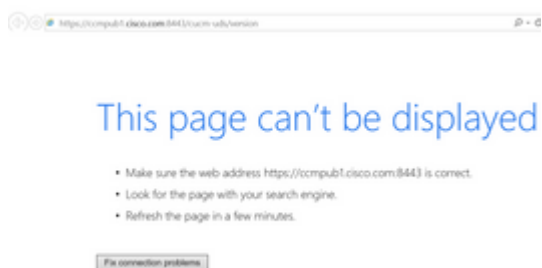 https://ccmpub1.cisco.com:8443/cucm-uds/version
This page can't be displayed
• Make sure the web address https://ccmpub1.cisco.com:8443 is correct.
• Look for the page with your search engine.
• Refresh the page in a few minutes.
Fix connection problems